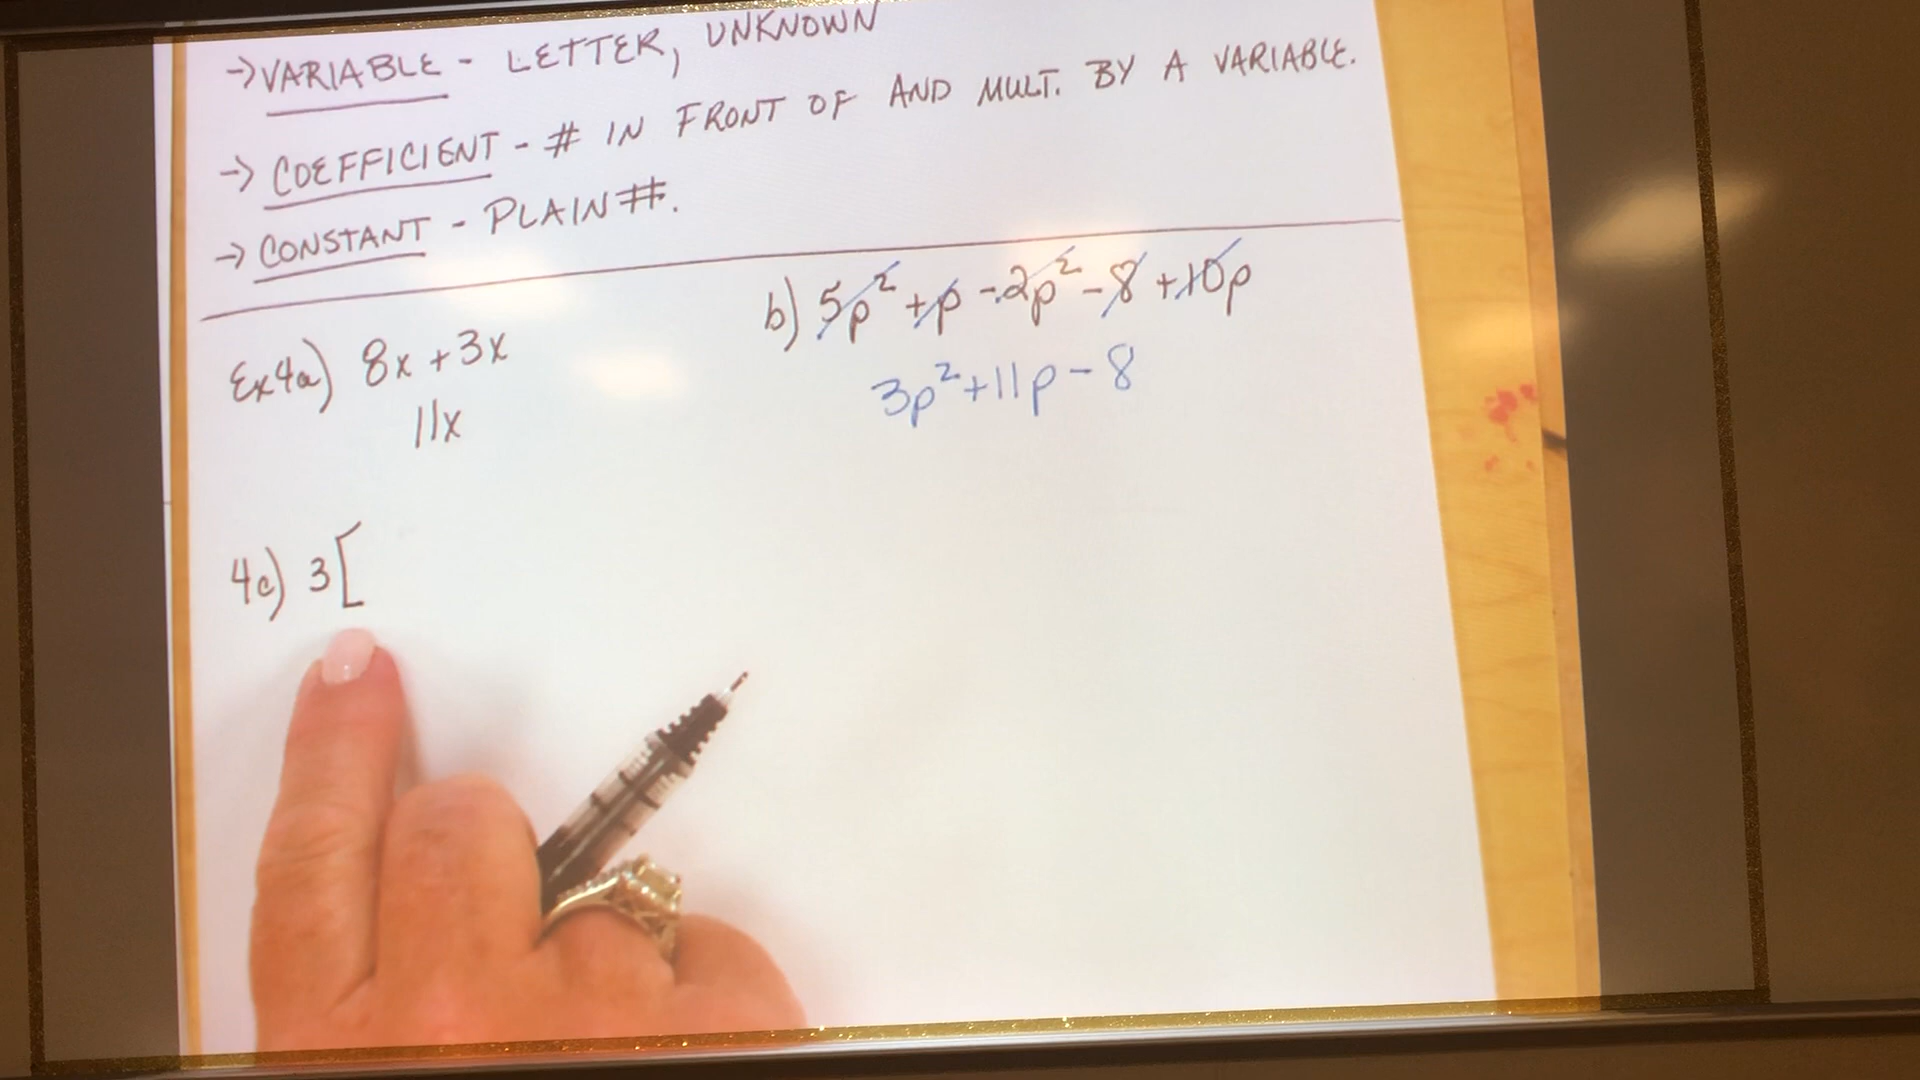 →VARIABLE - LETTER, UNKNOWN
→ COEFFICIENT - # IN FRONT OF AND MULT. BY A VARIABLE.
→ CONSTANT - PLAIN #.
Ex4a) 8x + 3x
11x
b) 5p² + p - 2p² - 8 + 10p
3p² + 11p - 8
4c) 3[